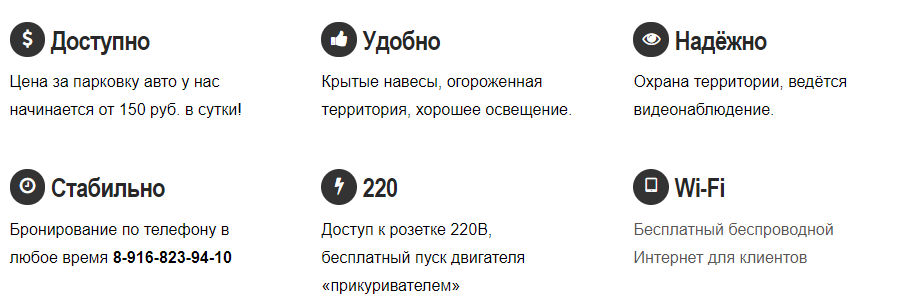 Доступно
Цена за парковку авто у нас
начинается от 150 руб. в сутки!
Удобно
Крытые навесы, огороженная
территория, хорошее освещение.
Надёжно
Охрана территории, ведётся
видеонаблюдение.
Стабильно
Бронирование по телефону в
любое время 8-916-823-94-10
220
Доступ к розетке 220В,
бесплатный пуск двигателя
«прикуривателем»
Wi-Fi
Бесплатный беспроводной
Интернет для клиентов